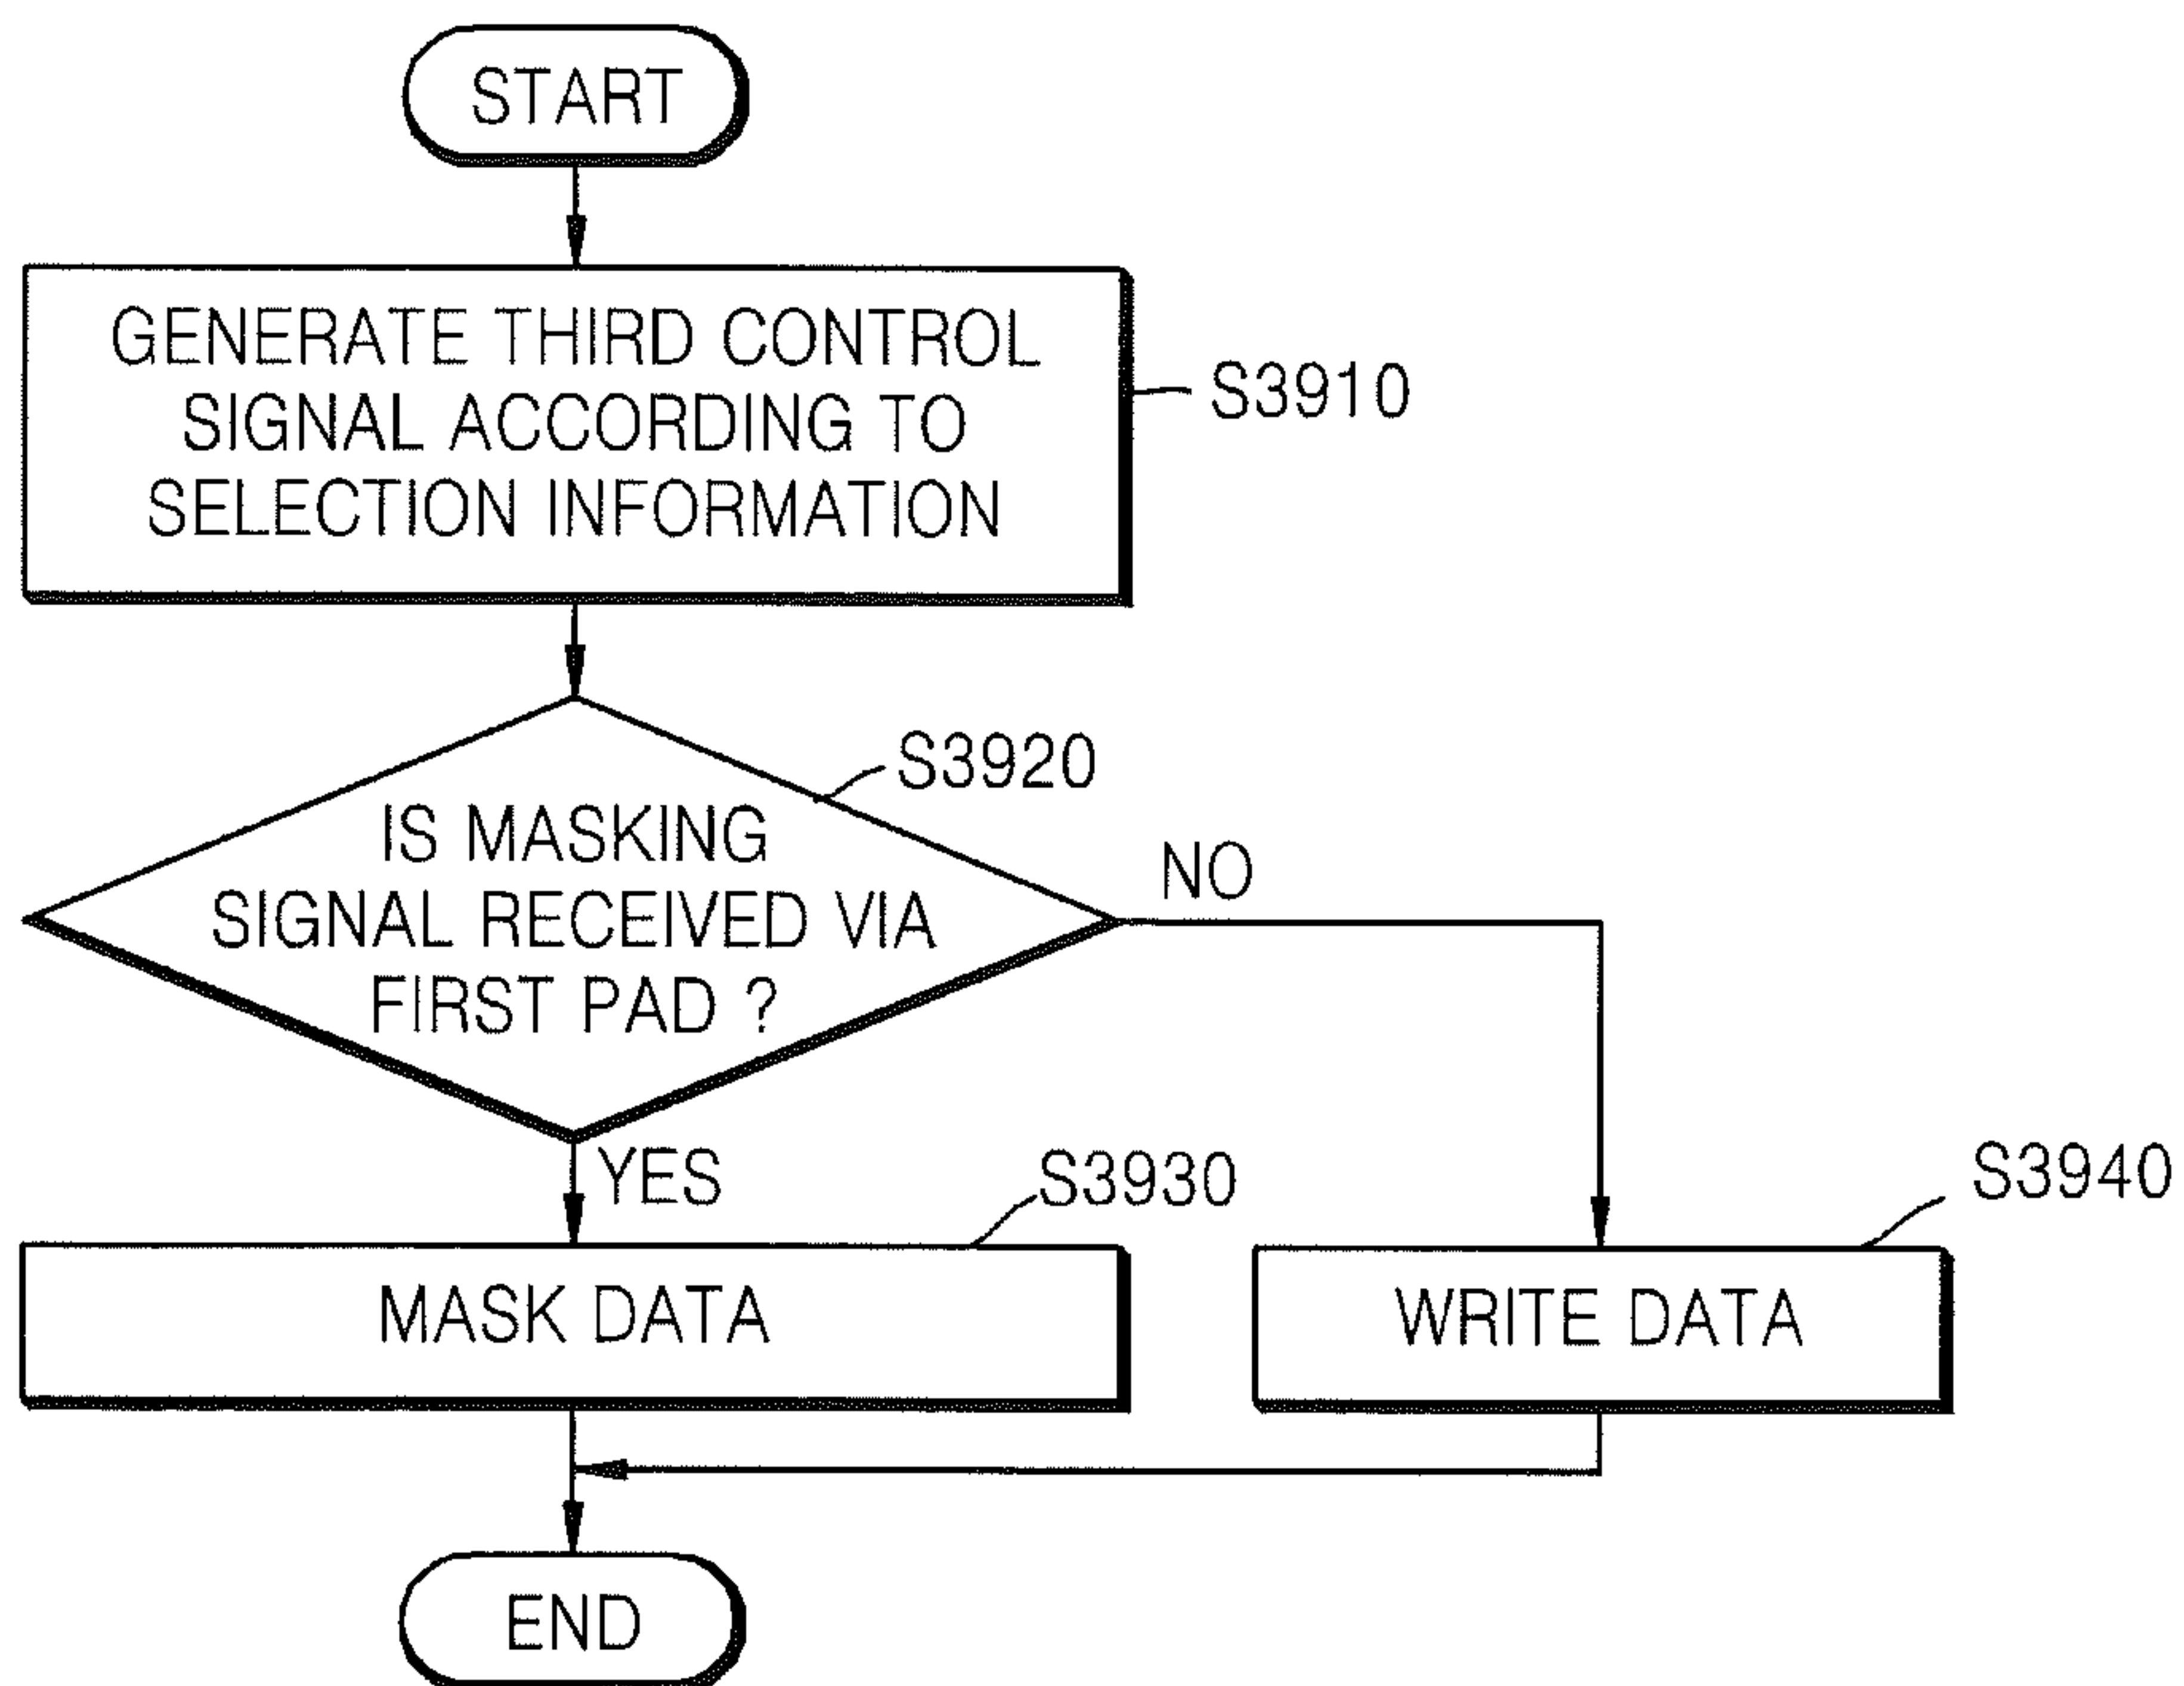 START
GENERATE THIRD CONTROL
SIGNAL ACCORDING TO
SELECTION INFORMATION
S3910
S3920
IS MASKING
SIGNAL RECEIVED VIA
FIRST PAD ?
NO
YES
S3930
S3940
MASK DATA
WRITE DATA
END